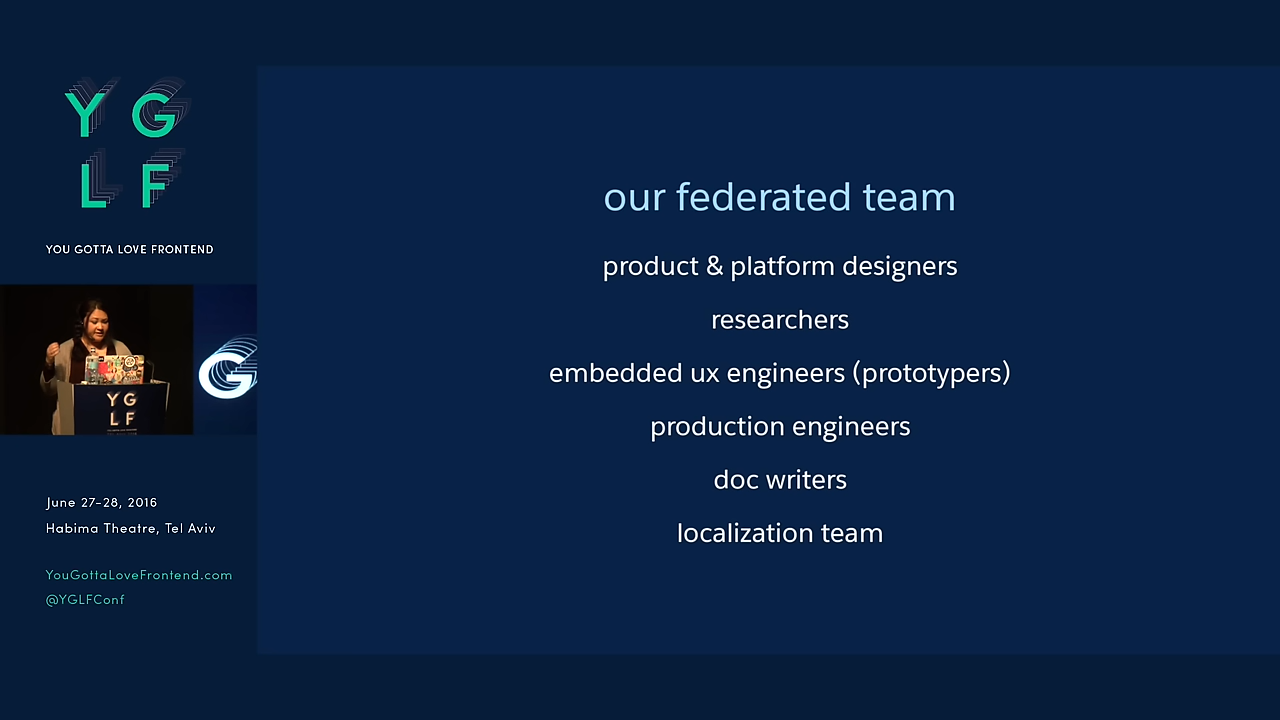 Y G
L F
YOU GOTTA LOVE FRONTEND
G
Y G
L F
June 27-28, 2016
Habima Theatre, Tel Aviv
YouGottaLoveFrontend.com
@YGLFConf
our federated team
product & platform designers
researchers
embedded ux engineers (prototypers)
production engineers
doc writers
localization team